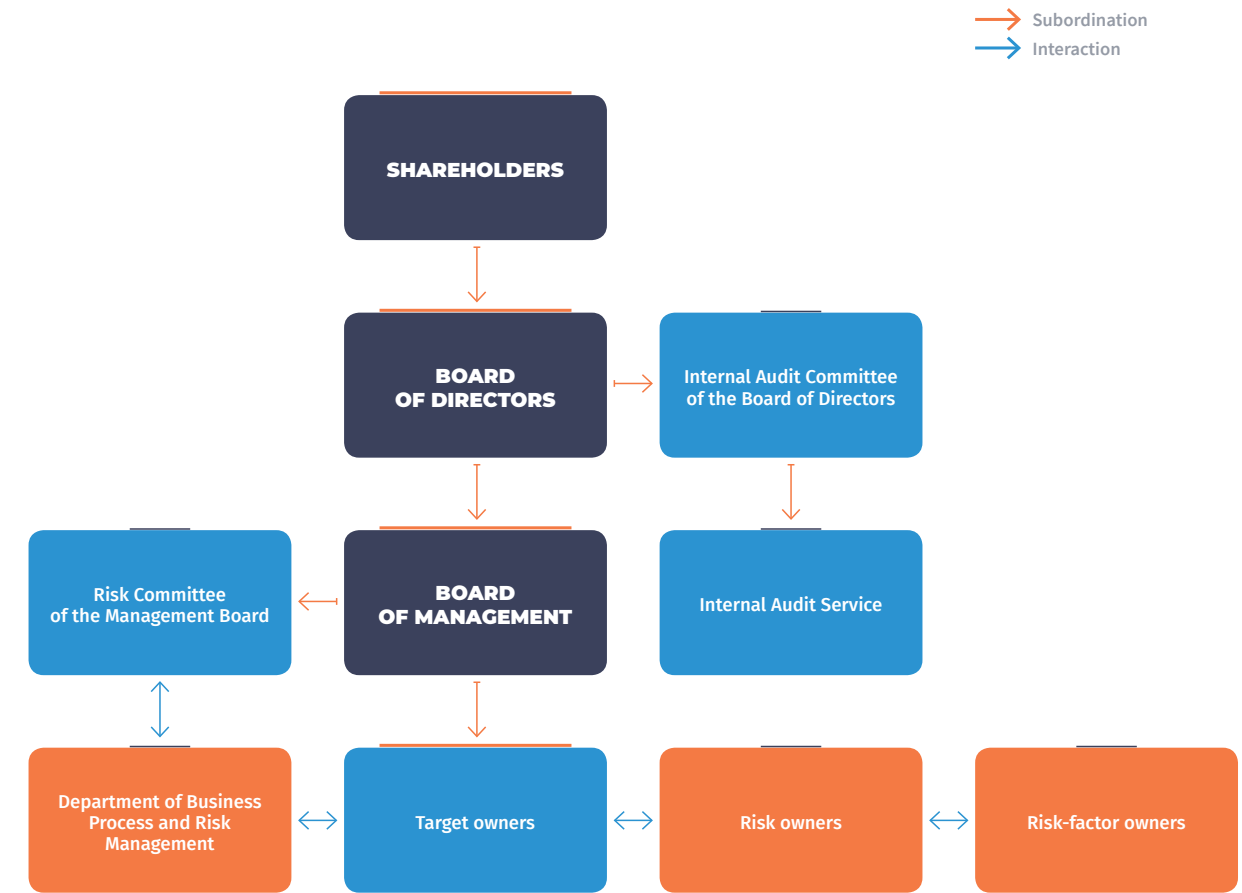 Subordination
Interaction
SHAREHOLDERS
BOARD
OF DIRECTORS
Internal Audit Committee
of the Board of Directors
Risk Committee
of the Management Board
BOARD
OF MANAGEMENT
Internal Audit Service
Department of Business
Process and Risk
Management
Target owners
Risk owners
Risk-factor owners